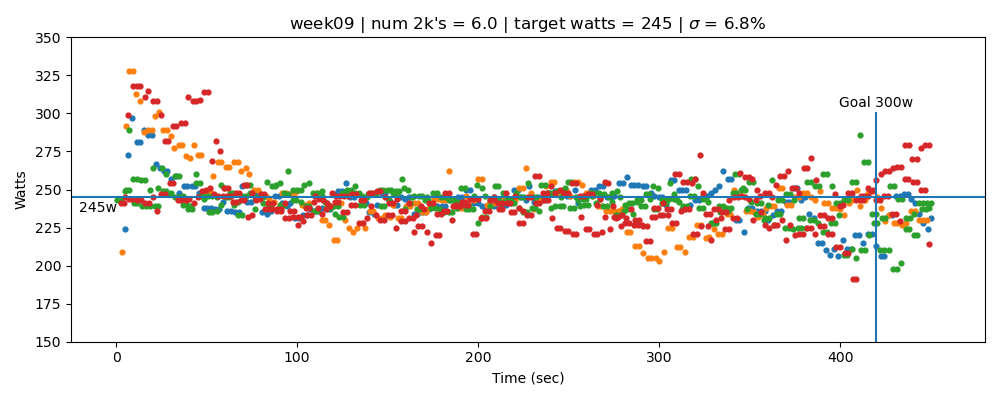 week09 | num 2k's = 6.0 | target watts = 245 | σ = 6.8%
350
325
300
275
250
225
200
175
150
Watts
Goal 300w
245w
0
100
200
300
400
Time (sec)